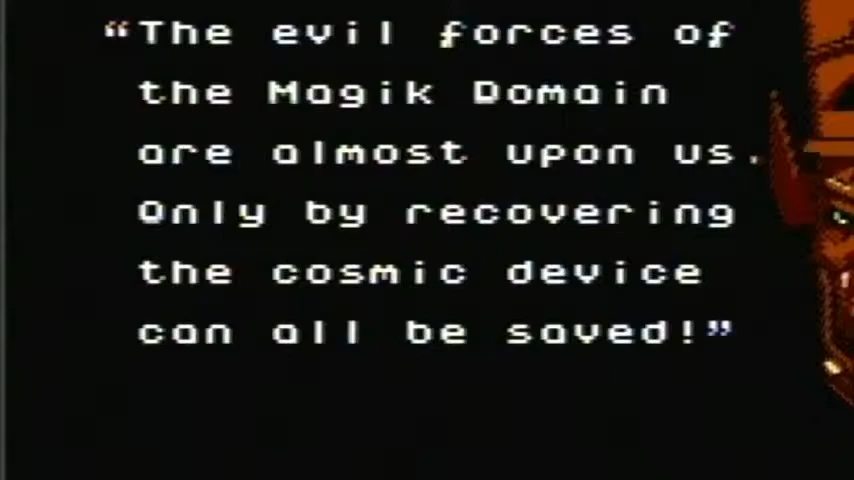 “The evil forces of
the Magik Domain
are almost upon us.
Only by recovering
the cosmic device
can all be saved!”